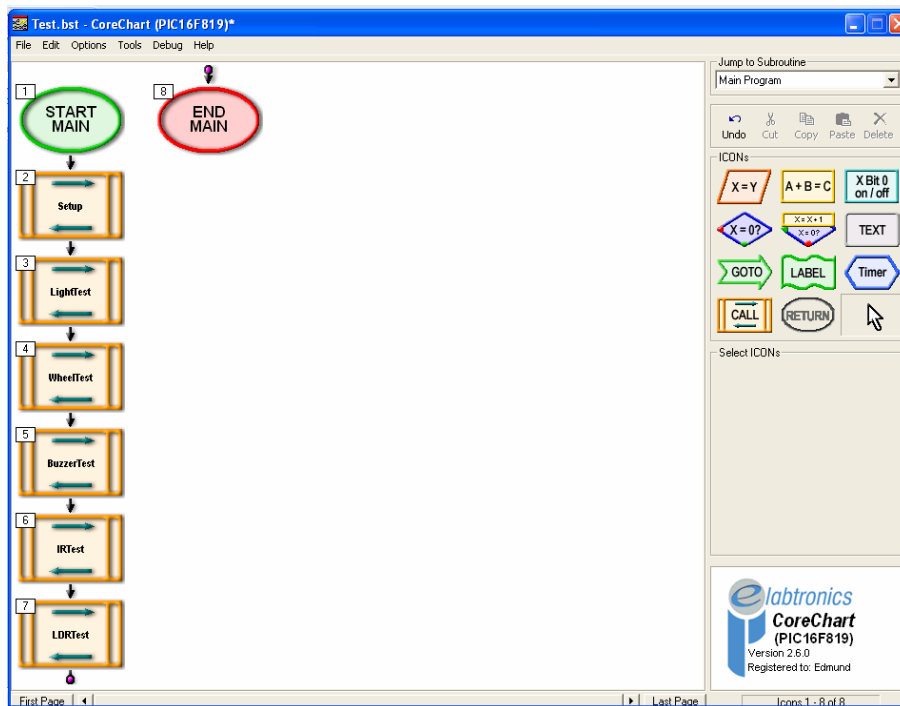 Test.bst - CoreChart (PIC16F819)*
File Edit Options Tools Debug Help
1
START
MAIN
8
END
MAIN
2
Setup
3
LightTest
4
WheelTest
5
BuzzerTest
6
IRTest
7
LDRTest
Jump to Subroutine
Main Program
Undo Cut Copy Paste Delete
ICONs
X = Y
A + B = C
X Bit 0
on / off
X = 0?
X = X + 1
X = 0?
TEXT
GOTO
LABEL
Timer
CALL
RETURN
Select ICONs
elabtronics
CoreChart
(PIC16F819)
Version 2.6.0
Registered to: Edmund
First Page
Last Page
Icons 1 - 8 of 8